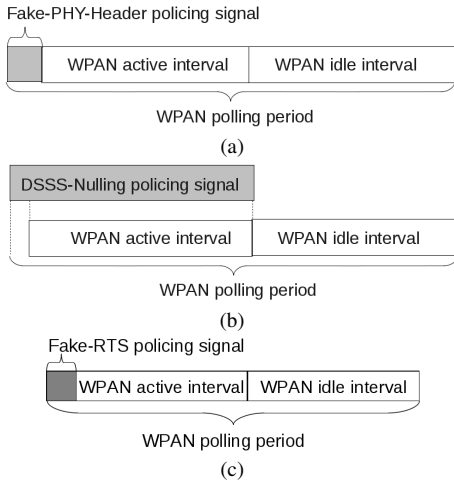 Fake-PHY-Header policing signal
WPAN active interval WPAN idle interval
WPAN polling period
(a)
DSSS-Nulling policing signal
WPAN active interval WPAN idle interval
WPAN polling period
(b)
Fake-RTS policing signal
WPAN active interval WPAN idle interval
WPAN polling period
(c)